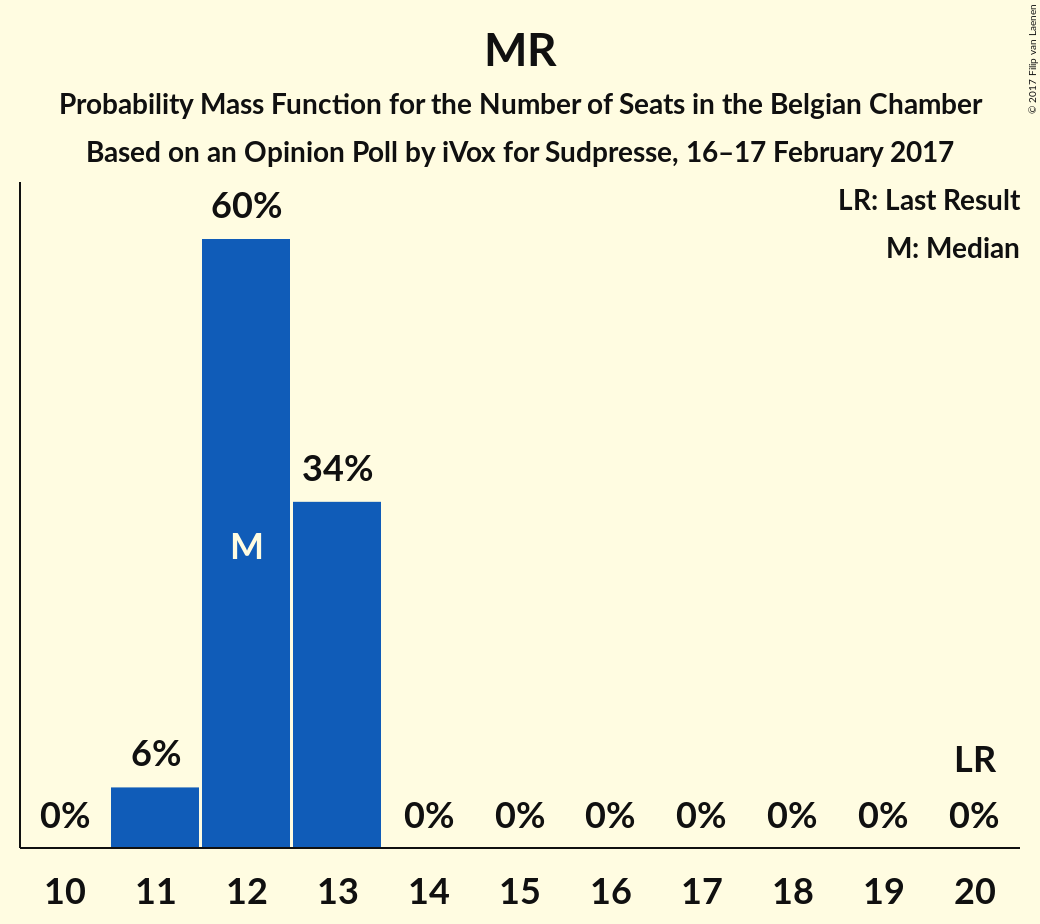 MR
Probability Mass Function for the Number of Seats in the Belgian Chamber
Based on an Opinion Poll by iVox for Sudpresse, 16–17 February 2017
© 2017 Filip van Laenen
LR: Last Result
M: Median
60%
34%
M
6%
LR
0% 0% 0% 0% 0% 0% 0% 0%
10 11 12 13 14 15 16 17 18 19 20